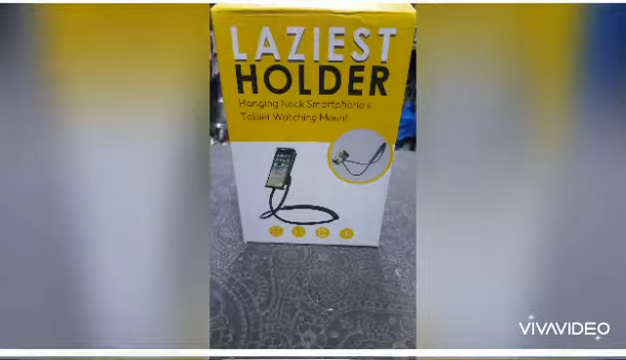 LAZIEST
HOLDER
Hanging Neck Smartphone's
Tablet Watching Mount
VIVAVIDEO